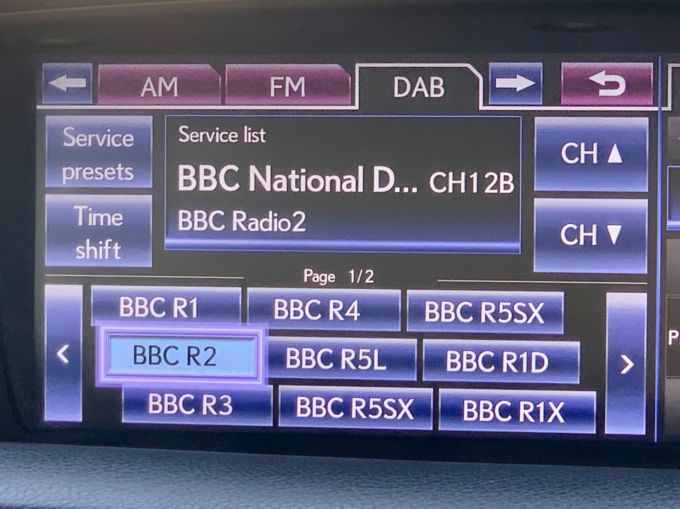 AM FM DAB
Service presets
Service list
BBC National D... CH12B
BBC Radio2
CH ▲
Time shift
CH ▼
Page 1/2
BBC R1 BBC R4 BBC R5SX
BBC R2 BBC R5L BBC R1D
BBC R3 BBC R5SX BBC R1X
P